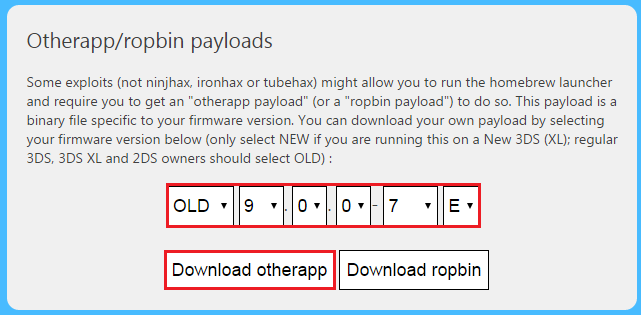 Otherapp/ropbin payloads
Some exploits (not ninjhax, ironhax or tubehax) might allow you to run the homebrew launcher
and require you to get an "otherapp payload" (or a "ropbin payload") to do so. This payload is a
binary file specific to your firmware version. You can download your own payload by selecting
your firmware version below (only select NEW if you are running this on a New 3DS (XL); regular
3DS, 3DS XL and 2DS owners should select OLD) :
OLD 9 . 0 . 0 - 7 E
Download otherapp Download ropbin